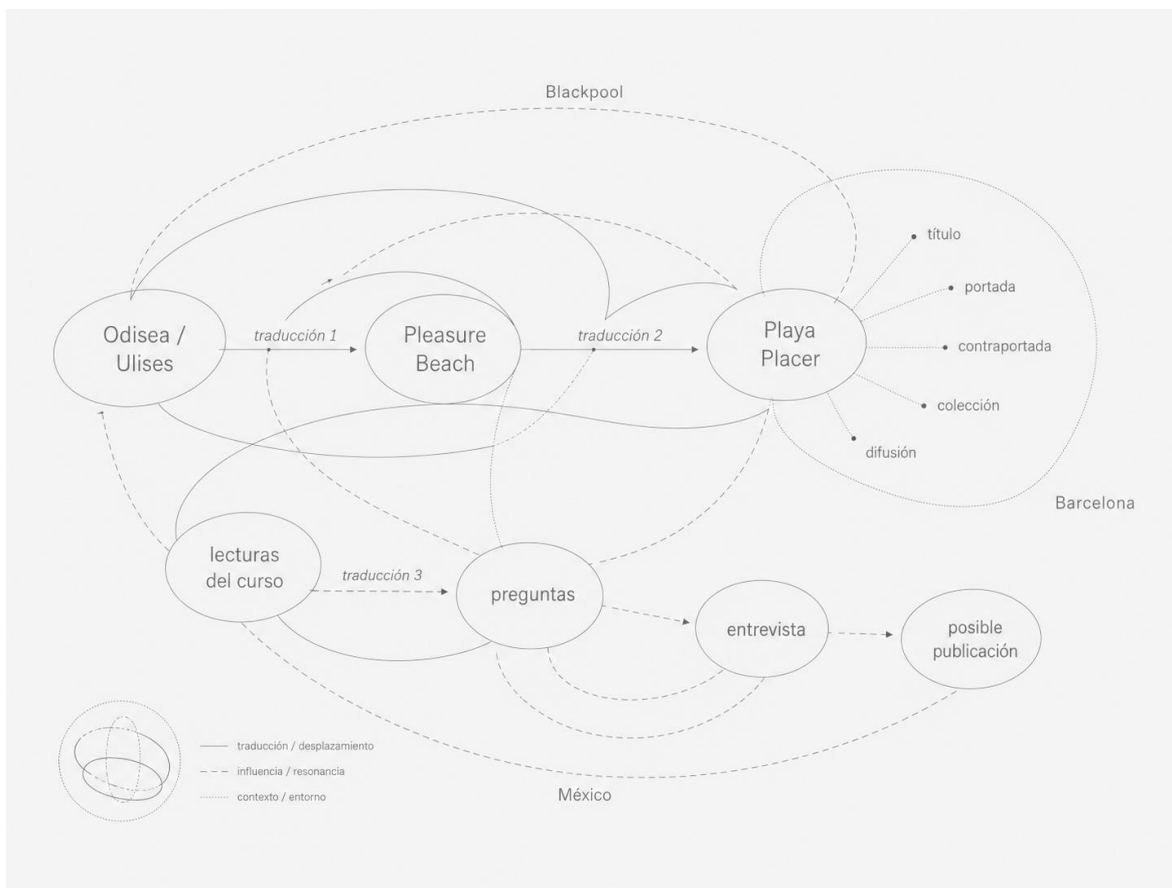 Blackpool
título
portada
contraportada
colección
difusión
Odisea /
Ulises
traducción 1
Pleasure
Beach
traducción 2
Playa
Placer
Barcelona
lecturas
del curso
traducción 3
preguntas
entrevista
posible
publicación
traducción / desplazamiento
influencia / resonancia
contexto / entorno
México